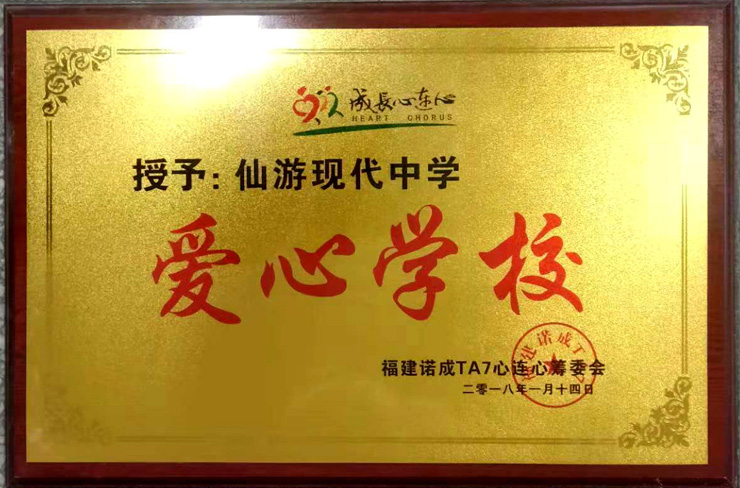 成長心连心
HEART CHORUS
授予：仙游现代中学
爱心学校
福建诺成TA7心连心筹委会
二零一八年一月十四日